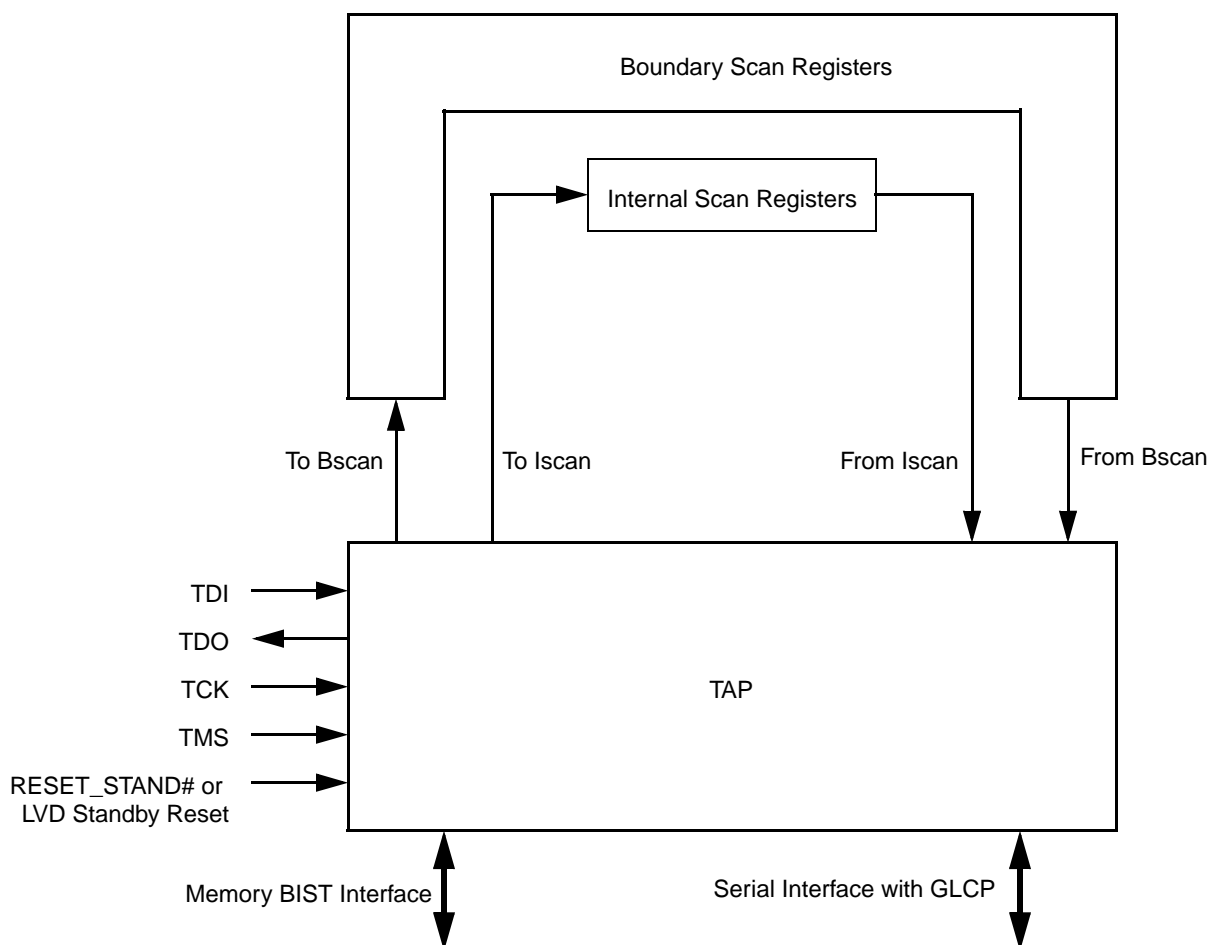 Boundary Scan Registers
Internal Scan Registers
To Bscan
To Iscan
From Iscan
From Bscan
TDI
TDO
TCK
TAP
TMS
RESET_STAND# or
LVD Standby Reset
Memory BIST Interface
Serial Interface with GLCP